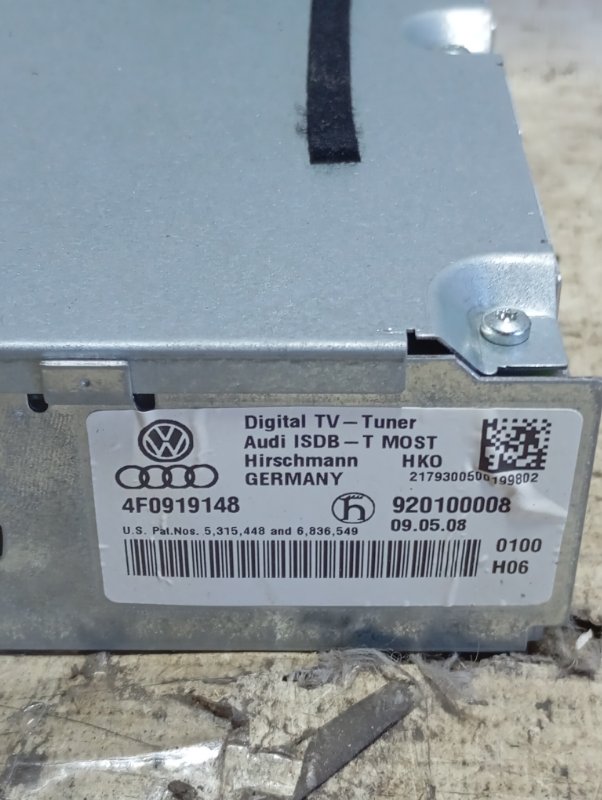 Digital TV-Tuner
Audi ISDB-T MOST
Hirschmann HKO
GERMANY
4F0919148
920100008
09.05.08
U.S. Pat.Nos. 5,315,448 and 6,836,549
0100
H06